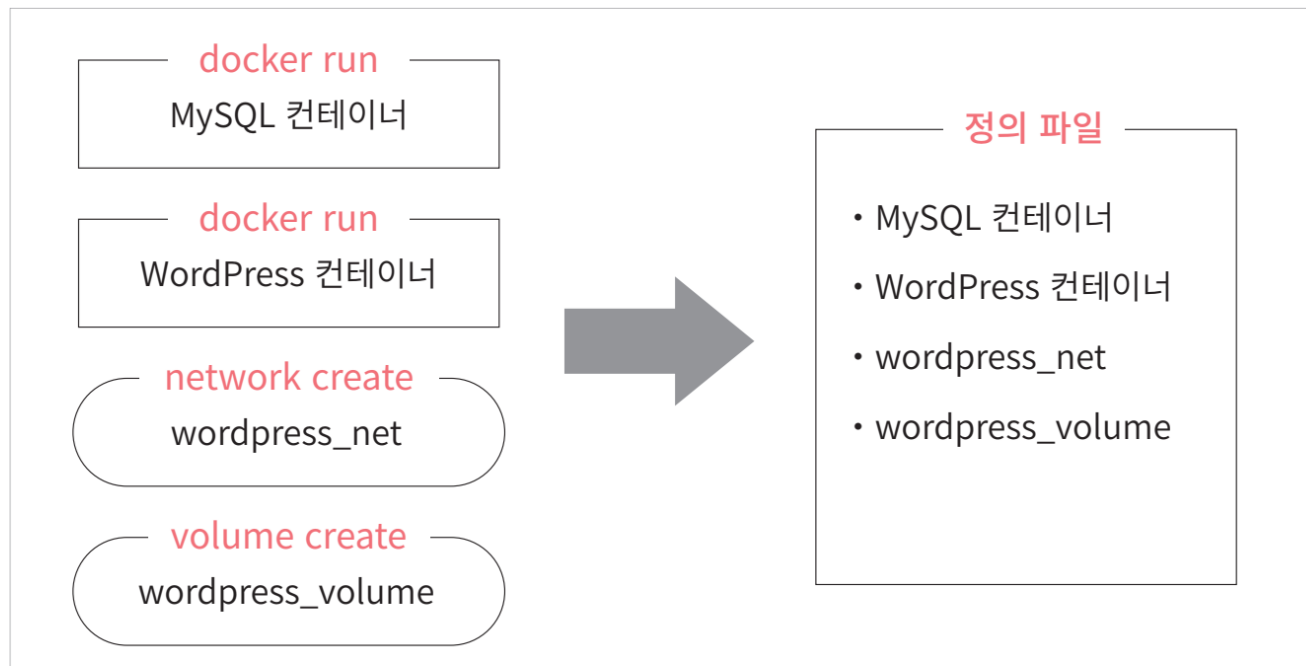 docker run
MySQL 컨테이너
docker run
WordPress 컨테이너
network create
wordpress_net
volume create
wordpress_volume
정의 파일
• MySQL 컨테이너
• WordPress 컨테이너
• wordpress_net
• wordpress_volume